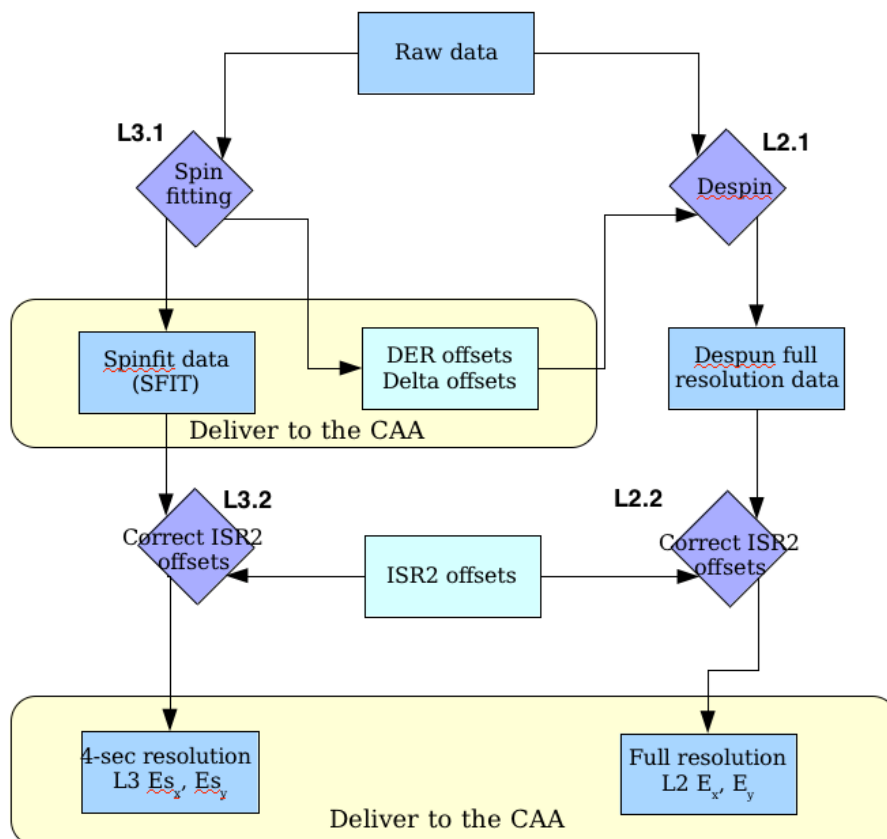 Raw data
L3.1
L2.1
Spin
fitting
Despin
Spinfit data
(SFIT)
DER offsets
Delta offsets
Despun full
resolution data
Deliver to the CAA
L3.2
L2.2
Correct ISR2
offsets
ISR2 offsets
Correct ISR2
offsets
4-sec resolution
L3 Esx, Esy
Full resolution
L2 Ex, Ey
Deliver to the CAA